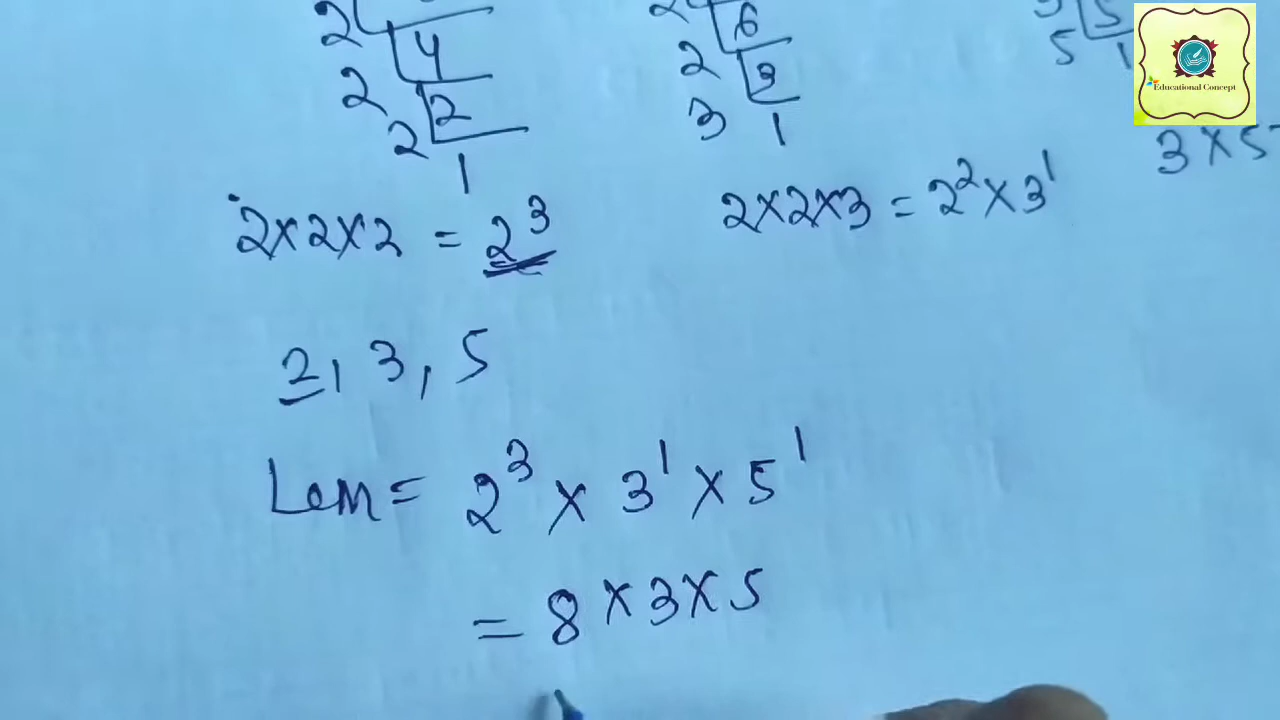 2
2 4
2 2
2 1
2 6
2 3
3 1
5
5 1
Educational Concept
2×2×2 = 2³
2×2×3 = 2²×3¹
3×5
2, 3, 5
Lcm = 2³ × 3¹ × 5¹
= 8×3×5